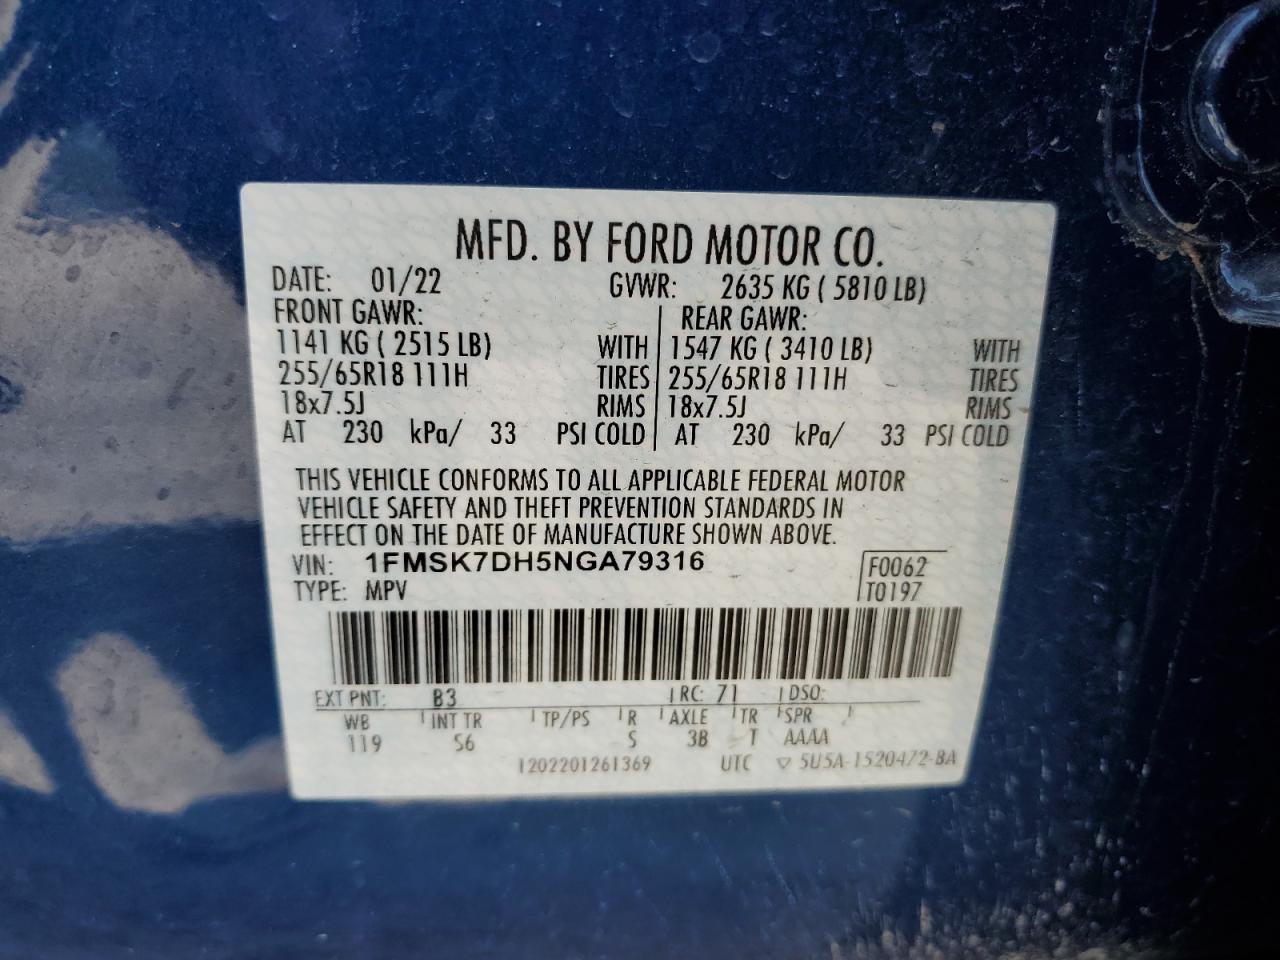 MFD. BY FORD MOTOR CO.
DATE: 01/22 GVWR: 2635 KG ( 5810 LB)
FRONT GAWR: REAR GAWR:
1141 KG ( 2515 LB) WITH 1547 KG ( 3410 LB) WITH
255/65R18 111H TIRES 255/65R18 111H TIRES
18x7.5J RIMS 18x7.5J RIMS
AT 230 kPa/ 33 PSI COLD AT 230 kPa/ 33 PSI COLD
THIS VEHICLE CONFORMS TO ALL APPLICABLE FEDERAL MOTOR
VEHICLE SAFETY AND THEFT PREVENTION STANDARDS IN
EFFECT ON THE DATE OF MANUFACTURE SHOWN ABOVE.
VIN: 1FMSK7DH5NGA79316 F0062
TYPE: MPV T0197
EXT PNT: B3 RC: 71 DSO:
WB INT TR TP/PS R AXLE TR SPR
119 S6 S 3B T AAAA
1202201261369 UTC ▽ 5U5A-1520472-BA